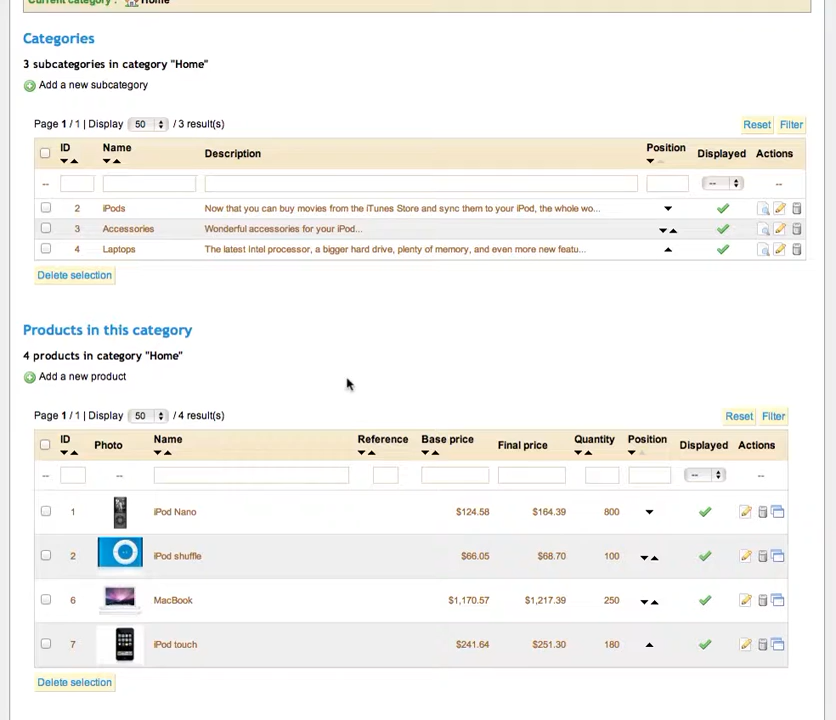 Current category : Home
Categories
3 subcategories in category "Home"
Add a new subcategory
Page 1 / 1 | Display 50 / 3 result(s) Reset Filter
ID Name Description Position Displayed Actions
-- -- --
2 iPods Now that you can buy movies from the iTunes Store and sync them to your iPod, the whole wo...
3 Accessories Wonderful accessories for your iPod...
4 Laptops The latest Intel processor, a bigger hard drive, plenty of memory, and even more new featu...
Delete selection
Products in this category
4 products in category "Home"
Add a new product
Page 1 / 1 | Display 50 / 4 result(s) Reset Filter
ID Photo Name Reference Base price Final price Quantity Position Displayed Actions
-- -- -- --
1 iPod Nano $124.58 $164.39 800
2 iPod shuffle $66.05 $68.70 100
6 MacBook $1,170.57 $1,217.39 250
7 iPod touch $241.64 $251.30 180
Delete selection